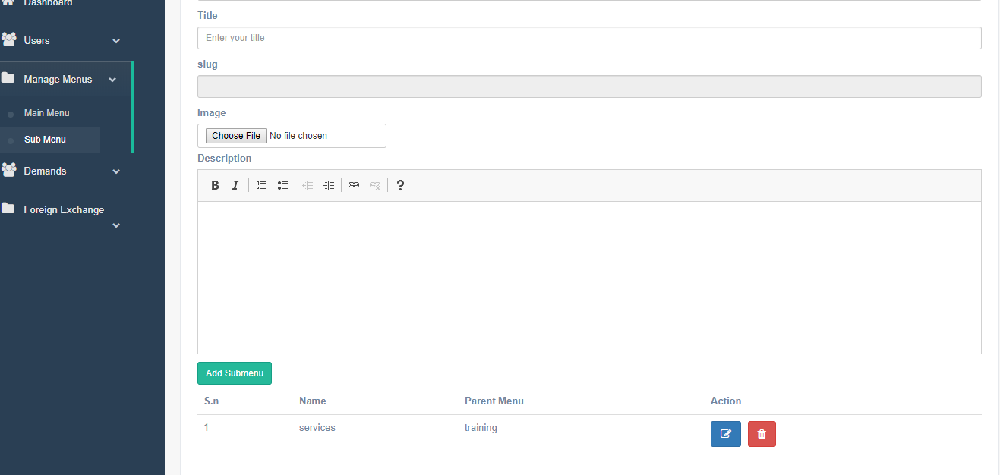 Dashboard
Users
Manage Menus
Main Menu
Sub Menu
Demands
Foreign Exchange
Title
Enter your title
slug
Image
Choose File No file chosen
Description
B I ?
Add Submenu
S.n Name Parent Menu Action
1 services training